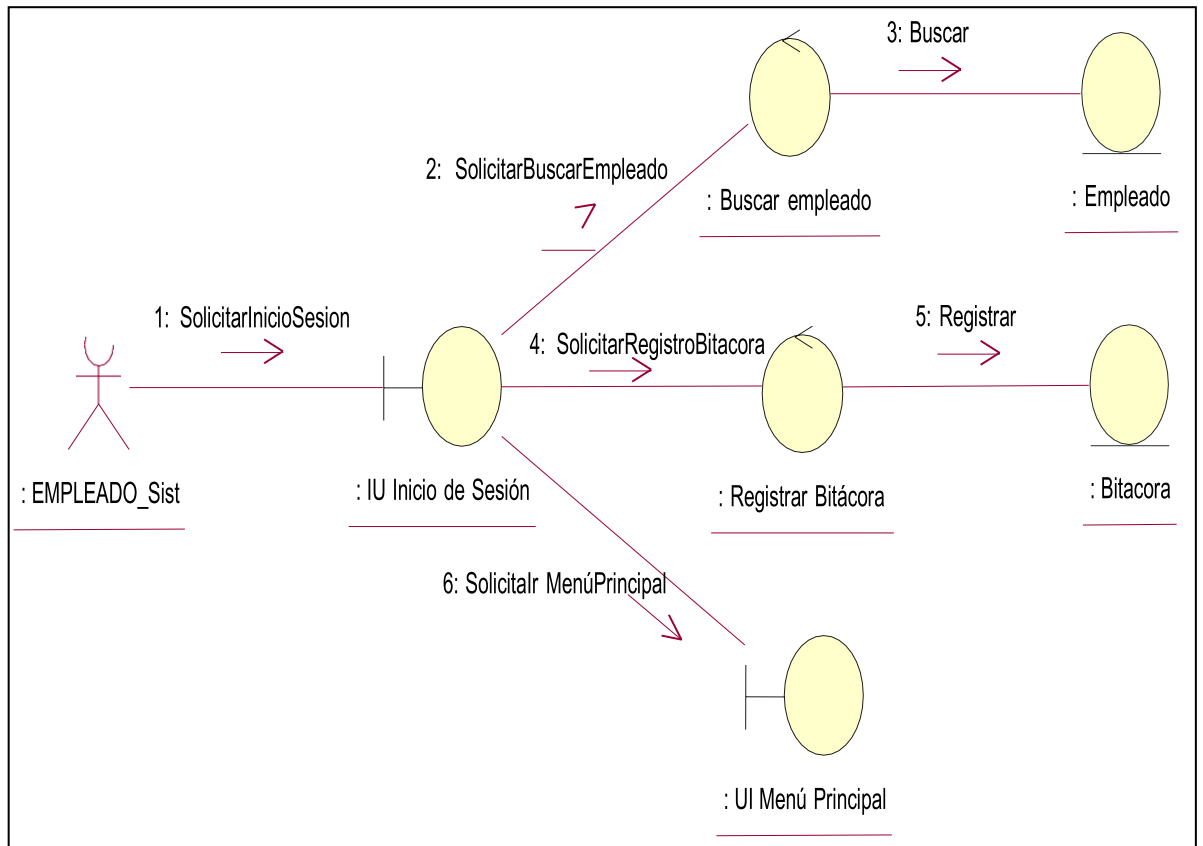 3: Buscar
2: SolicitarBuscarEmpleado
: Buscar empleado
: Empleado
1: SolicitarInicioSesion
4: SolicitarRegistroBitacora
5: Registrar
: EMPLEADO_Sist
: IU Inicio de Sesión
: Registrar Bitácora
: Bitacora
6: SolicitaIr MenúPrincipal
: UI Menú Principal